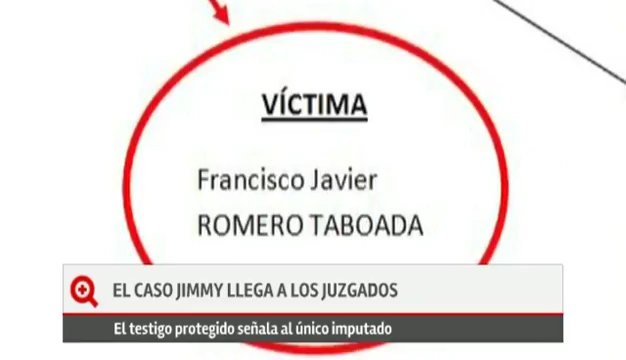 VÍCTIMA
Francisco Javier
ROMERO TABOADA
EL CASO JIMMY LLEGA A LOS JUZGADOS
El testigo protegido señala al único imputado